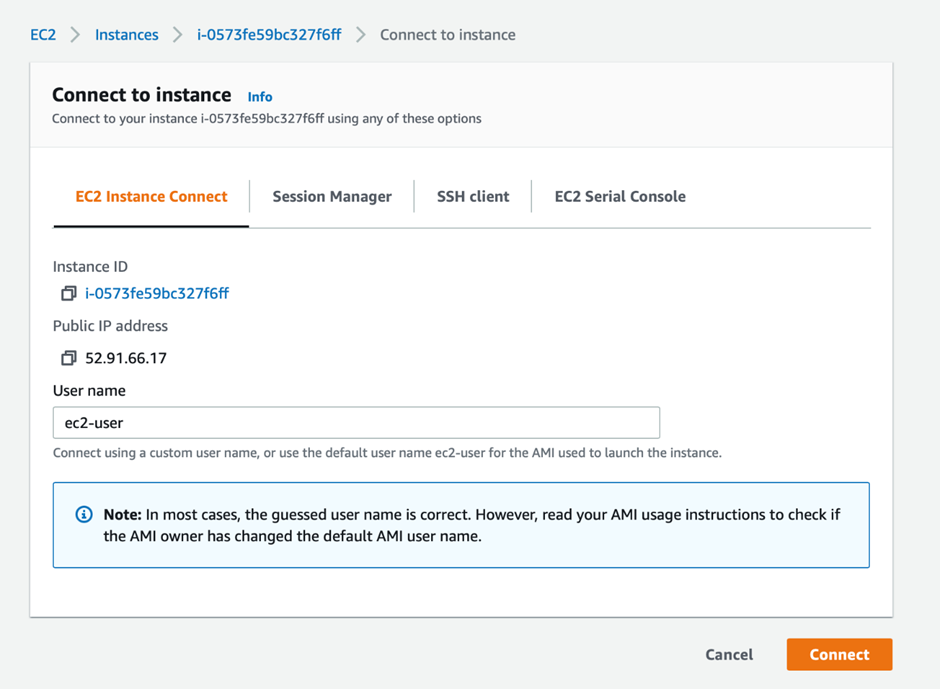 EC2 > Instances > i-0573fe59bc327f6ff > Connect to instance
Connect to instance Info
Connect to your instance i-0573fe59bc327f6ff using any of these options
EC2 Instance Connect Session Manager SSH client EC2 Serial Console
Instance ID
i-0573fe59bc327f6ff
Public IP address
52.91.66.17
User name
ec2-user
Connect using a custom user name, or use the default user name ec2-user for the AMI used to launch the instance.
Note: In most cases, the guessed user name is correct. However, read your AMI usage instructions to check if
the AMI owner has changed the default AMI user name.
Cancel Connect